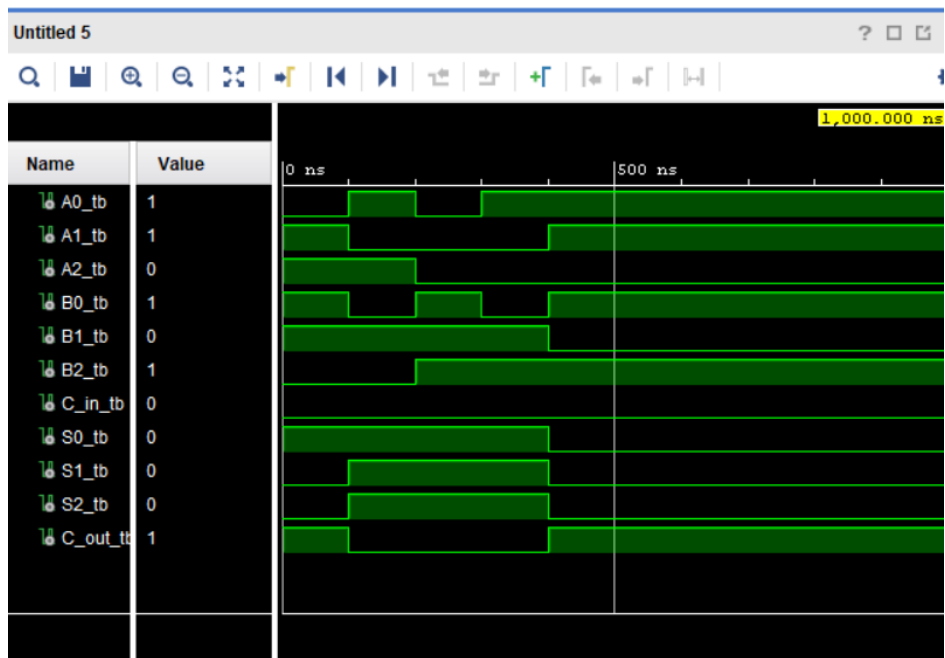 Untitled 5
?
1,000.000 ns
Name Value
0 ns 500 ns
A0_tb 1
A1_tb 1
A2_tb 0
B0_tb 1
B1_tb 0
B2_tb 1
C_in_tb 0
S0_tb 0
S1_tb 0
S2_tb 0
C_out_tb 1